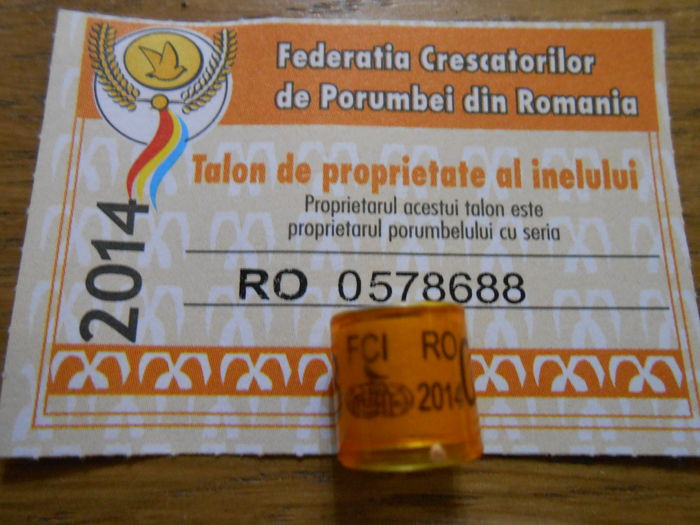 Federatia Crescatorilor
de Porumbei din Romania
Talon de proprietate al inelului
Proprietarul acestui talon este
proprietarul porumbelului cu seria
2014
RO 0578688
FCI RO
2014